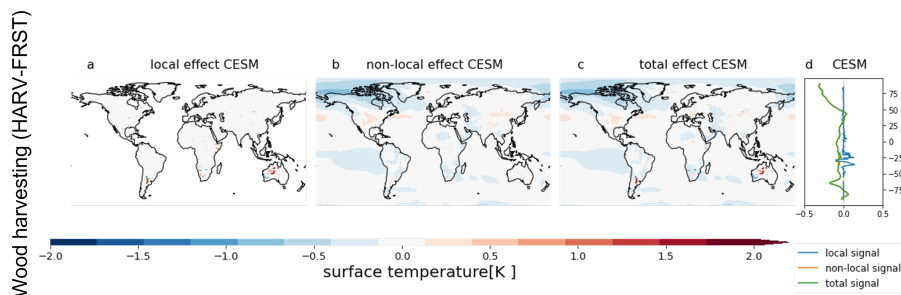 Wood harvesting (HARV-FRST)
a local effect CESM
b non-local effect CESM
c total effect CESM
d CESM
75
50
25
0
−25
−50
−75
−0.5 0.0 0.5
−2.0 −1.5 −1.0 −0.5 0.0 0.5 1.0 1.5 2.0
surface temperature[K ]
local signal
non-local signal
total signal